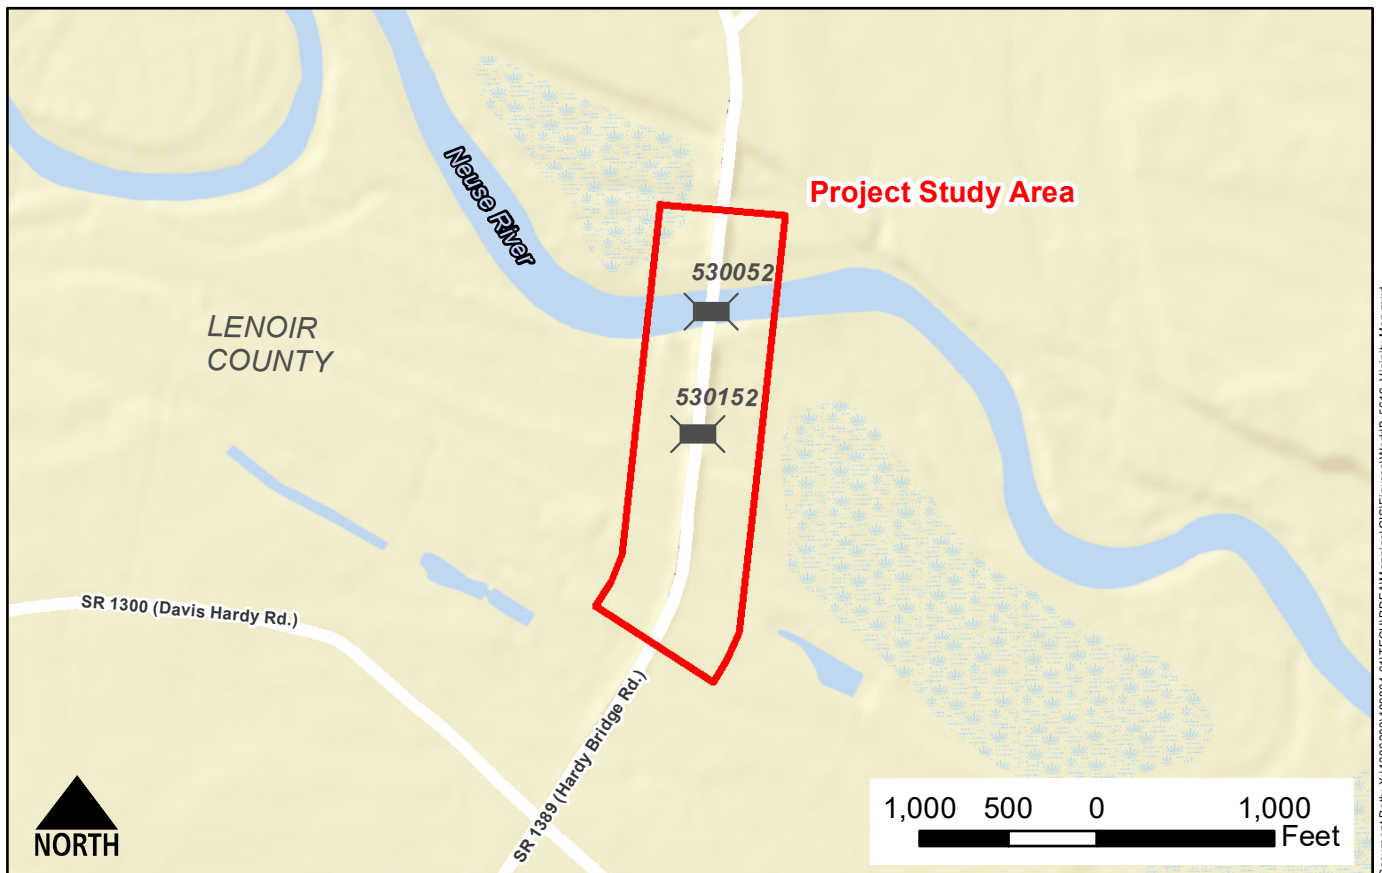 Project Study Area
Neuse River
530052
LENOIR
COUNTY
530152
SR 1300 (Davis Hardy Rd.)
SR 1389 (Hardy Bridge Rd.)
NORTH
1,000 500 0 1,000
Feet